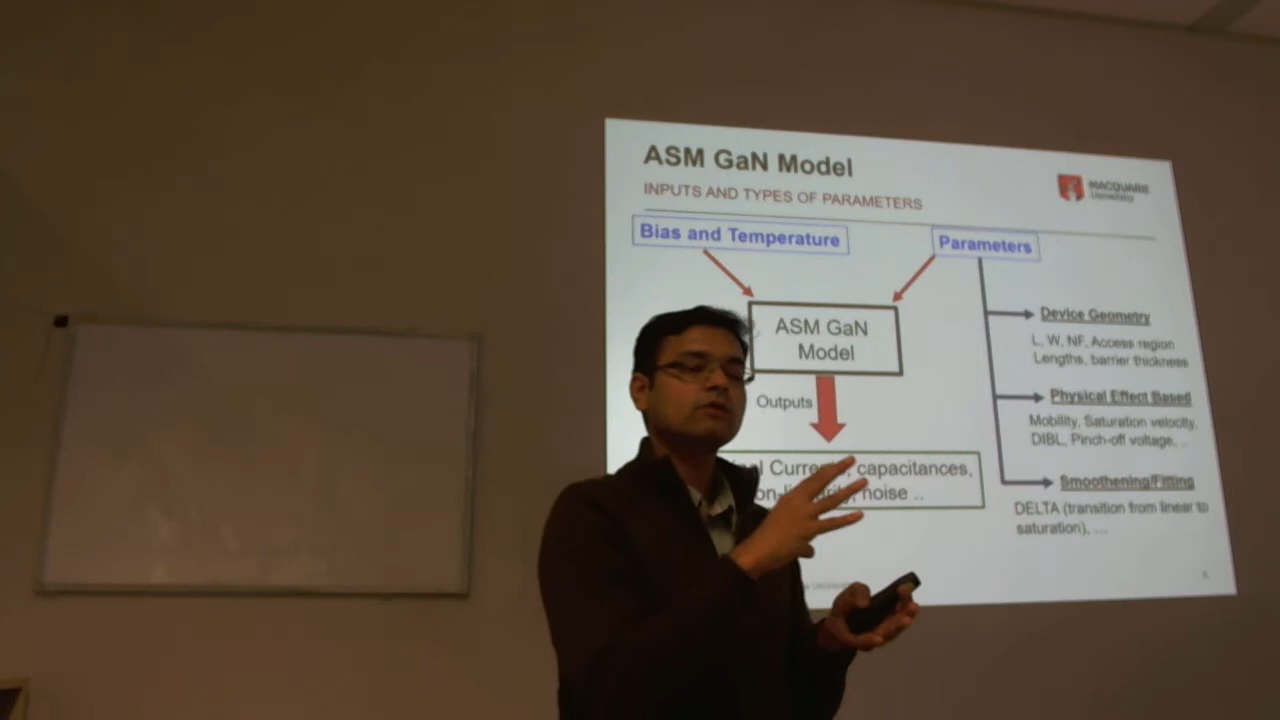 ASM GaN Model
INPUTS AND TYPES OF PARAMETERS
MACQUARIE
University
Bias and Temperature
Parameters
ASM GaN
Model
Outputs
Currents, capacitances,
noise ..
Device Geometry
L, W, NF, Access region
Lengths, barrier thickness
Physical Effect Based
Mobility, Saturation velocity,
DIBL, Pinch-off voltage, ..
Smoothening/Fitting
DELTA (transition from linear to
saturation), ...